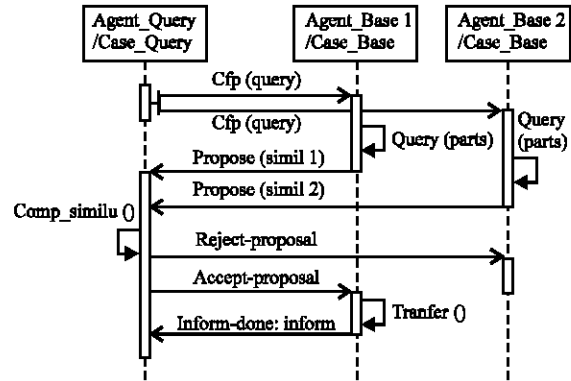 Agent_Query
/Case_Query
Agent_Base 1
/Case_Base
Agent_Base 2
/Case_Base
Cfp (query)
Cfp (query)
Query (parts)
Query
(parts)
Propose (simil 1)
Propose (simil 2)
Comp_similu ()
Reject-proposal
Accept-proposal
Tranfer ()
Inform-done: inform